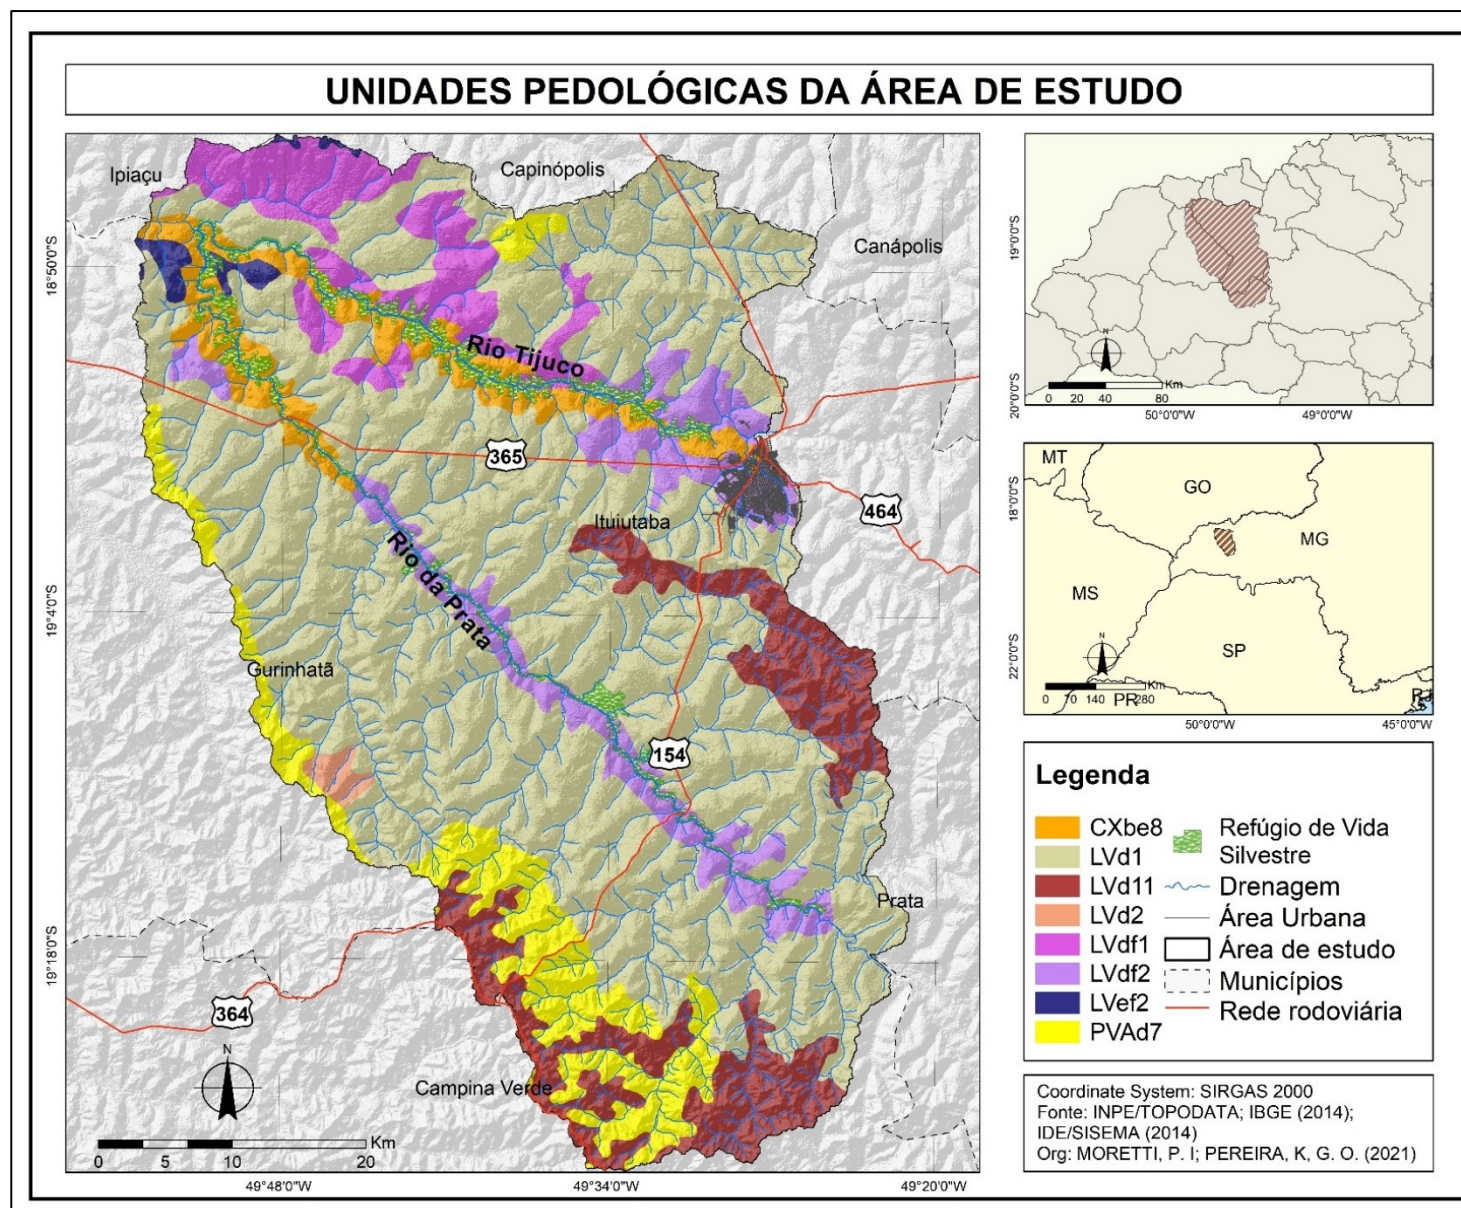 UNIDADES PEDOLÓGICAS DA ÁREA DE ESTUDO
Ipiaçu
Capinópolis
Canápolis
18°50'0"S
Rio Tijuco
365
464
Ituiutaba
Rio da Prata
19°4'0"S
Gurinhatã
154
Prata
19°18'0"S
364
N
Campina Verde
Km
0 5 10 20
49°48'0"W 49°34'0"W 49°20'0"W
19°0'0"S
20°0'0"S
N
Km
0 20 40 80
50°0'0"W 49°0'0"W
MT
GO
MG
MS
SP
18°0'0"S
22°0'0"S
N
Km
0 70 140 280
PR
RJ
50°0'0"W 45°0'0"W
Legenda
CXbe8
LVd1
LVd11
LVd2
LVdf1
LVdf2
LVef2
PVAd7
Refúgio de Vida
Silvestre
Drenagem
Área Urbana
Área de estudo
Municípios
Rede rodoviária
Coordinate System: SIRGAS 2000
Fonte: INPE/TOPODATA; IBGE (2014);
IDE/SISEMA (2014)
Org: MORETTI, P. I; PEREIRA, K, G. O. (2021)